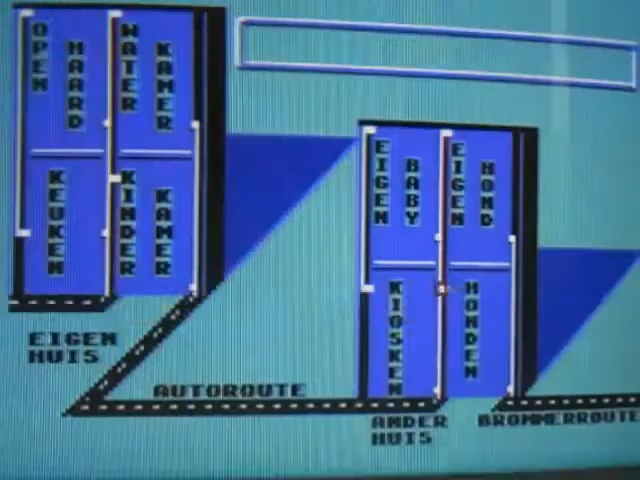 OPEN
HAARD
WATER
KAMER
KEUKEN
KINDER
KAMER
EIGEN
BABY
EIGEN
HOND
KIOSKEN
HONDEN
EIGEN
HUIS
AUTOROUTE
ANDER
HUIS
BROMMERROUTE